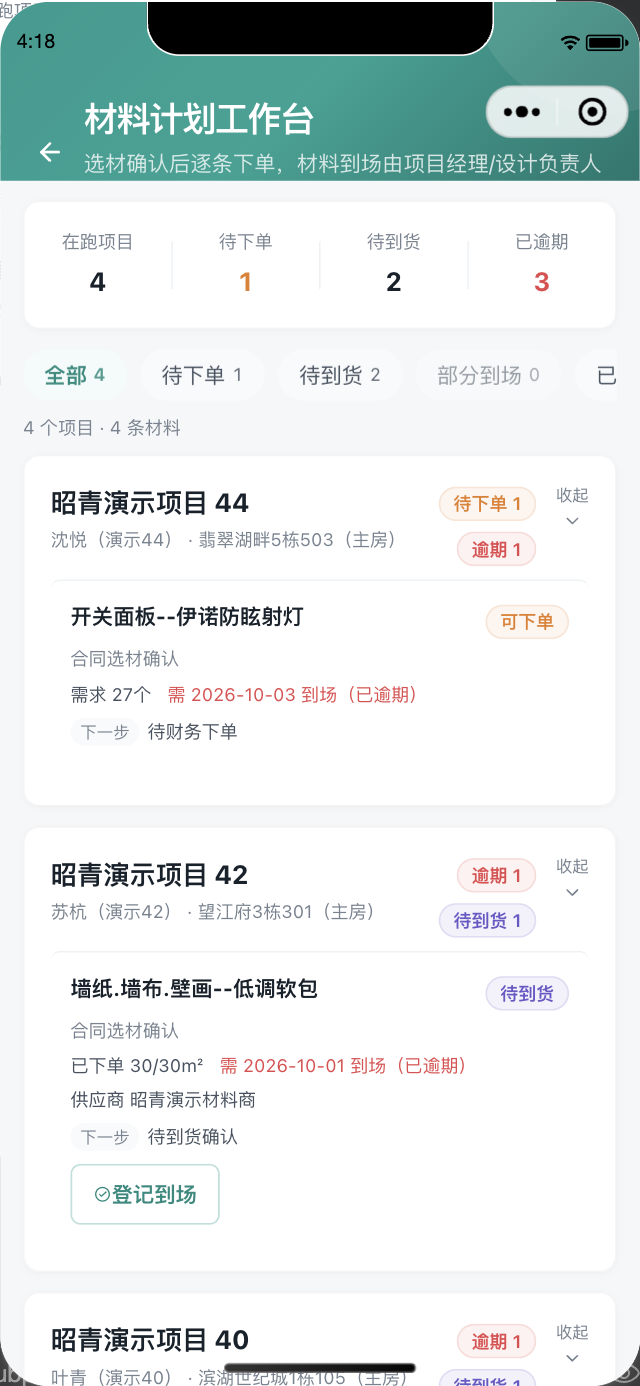 4:18
材料计划工作台
选材确认后逐条下单，材料到场由项目经理/设计负责人
在跑项目 待下单 待到货 已逾期
4 1 2 3
全部 4 待下单 1 待到货 2 部分到场 0 已
4 个项目 · 4 条材料
昭青演示项目 44 待下单 1 收起
沈悦（演示44） · 翡翠湖畔5栋503（主房） 逾期 1
开关面板--伊诺防眩射灯 可下单
合同选材确认
需求 27个 需 2026-10-03 到场（已逾期）
下一步 待财务下单
昭青演示项目 42 逾期 1 收起
苏杭（演示42） · 望江府3栋301（主房） 待到货 1
墙纸.墙布.壁画--低调软包 待到货
合同选材确认
已下单 30/30m² 需 2026-10-01 到场（已逾期）
供应商 昭青演示材料商
下一步 待到货确认
登记到场
昭青演示项目 40 逾期 1 收起
叶青（演示40） · 滨湖世纪城1栋105（主房） 待到货 1